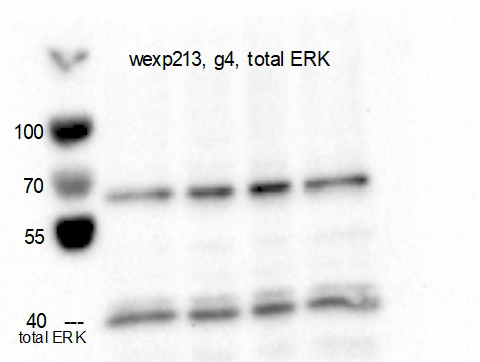 wexp213, g4, total ERK
100
70
55
40 ---
total ERK